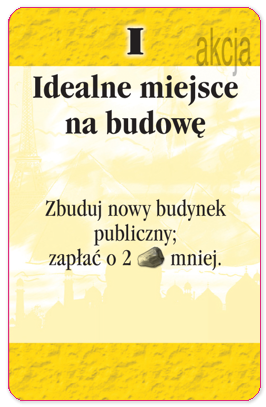 I
akcja
Idealne miejsce
na budowę
Zbuduj nowy budynek
publiczny;
zapłać o 2 mniej.